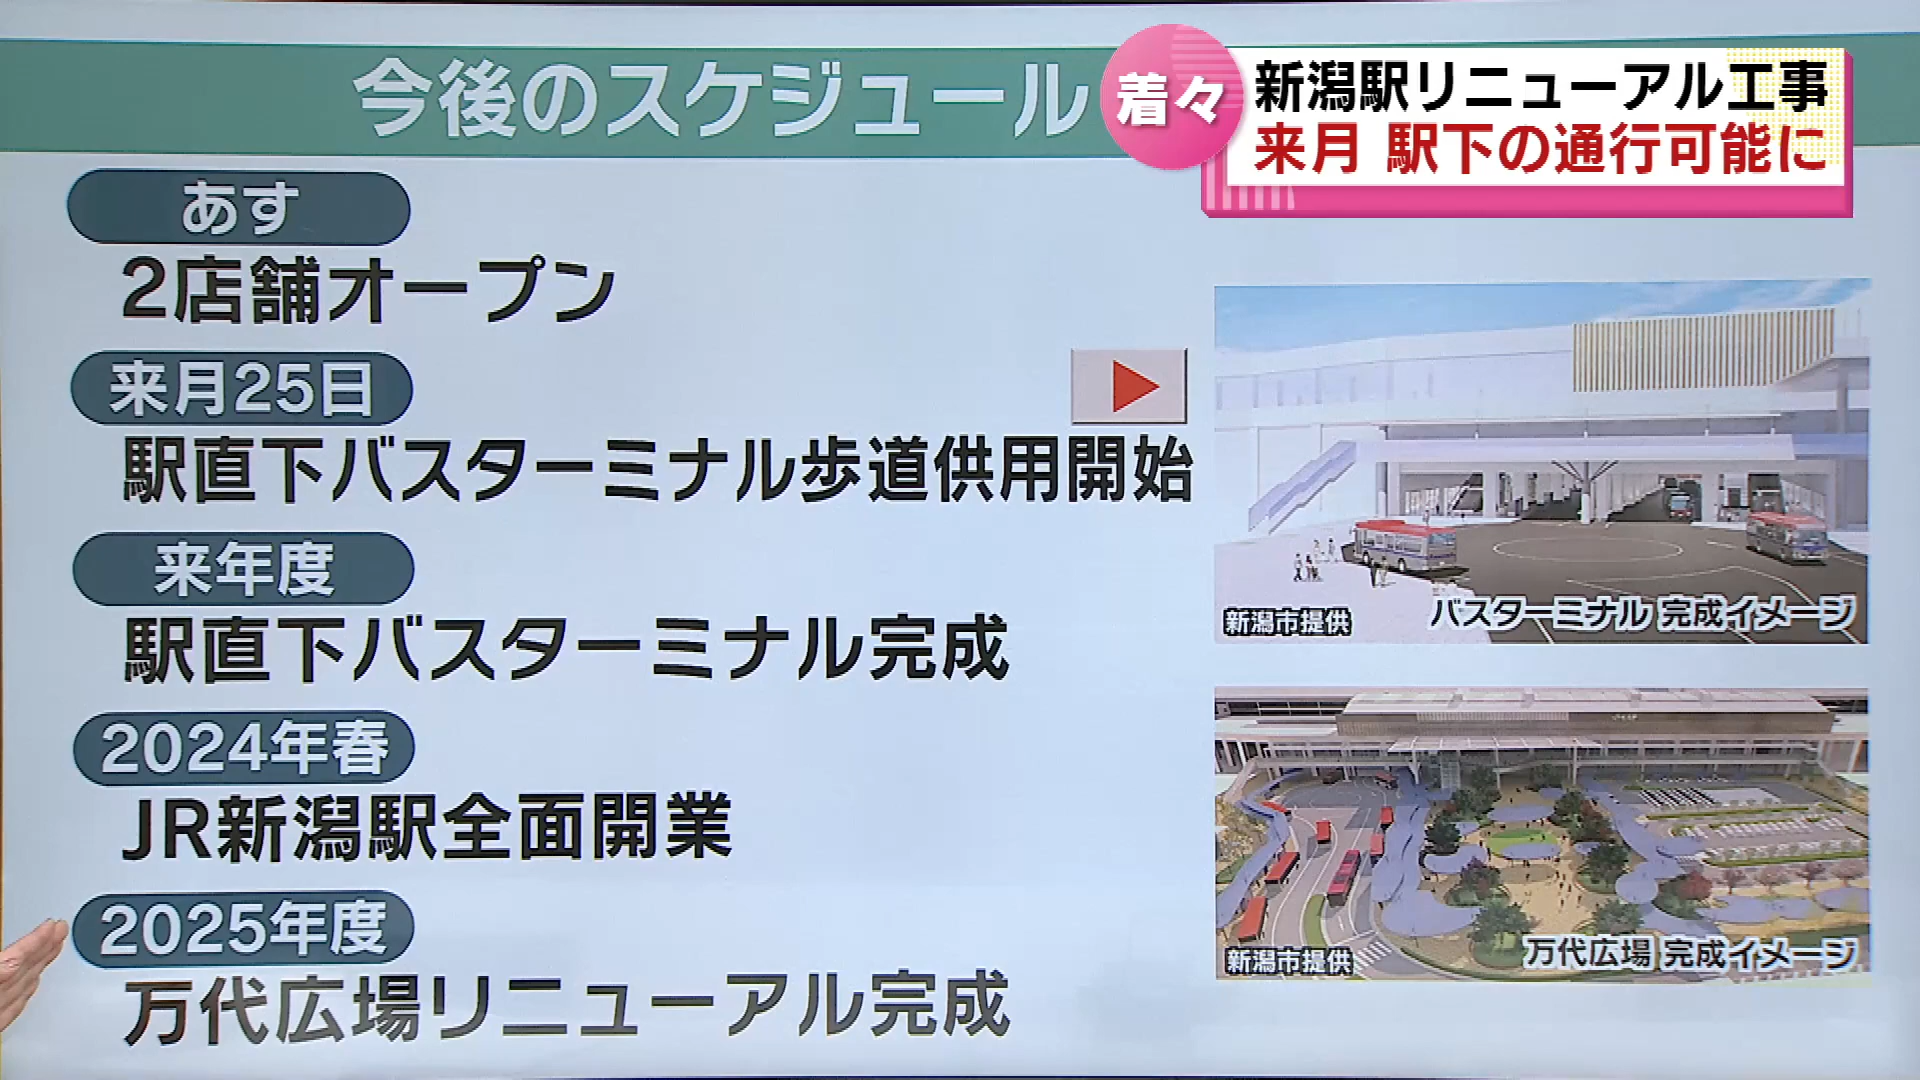 今後のスケジュール
着々
新潟駅リニューアル工事
来月 駅下の通行可能に
あす
2店舗オープン
来月25日
駅直下バスターミナル歩道供用開始
来年度
駅直下バスターミナル完成
2024年春
JR新潟駅全面開業
2025年度
万代広場リニューアル完成
新潟市提供
バスターミナル 完成イメージ
新潟市提供
万代広場 完成イメージ